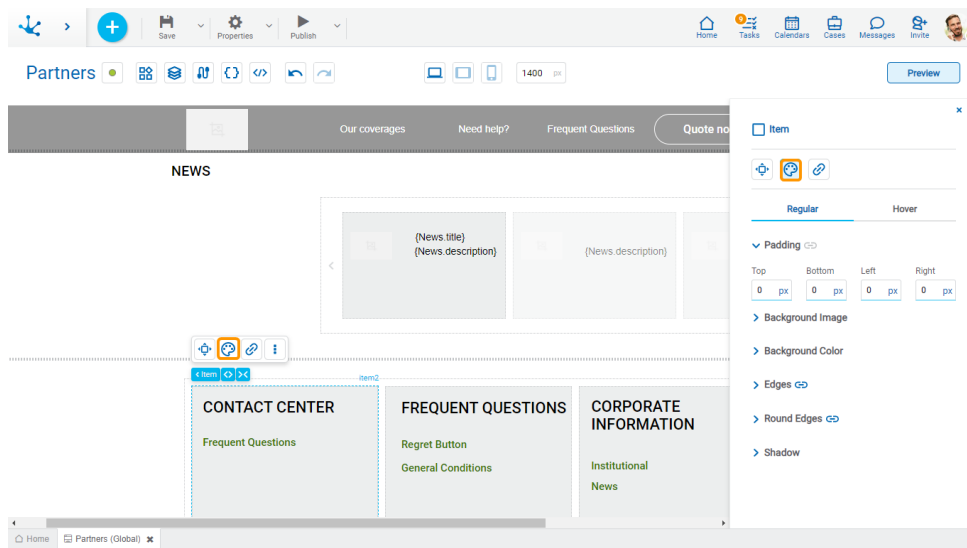 Save
Properties
Publish
Home
9
Tasks
Calendars
Cases
Messages
Invite
Partners
1400 px
Preview
Our coverages
Need help?
Frequent Questions
Quote no
NEWS
{News.title}
{News.description}
{News.description}
Item
item2
CONTACT CENTER
Frequent Questions
FREQUENT QUESTIONS
Regret Button
General Conditions
CORPORATE
INFORMATION
Institutional
News
Item
Regular
Hover
Padding
Top
Bottom
Left
Right
0 px
0 px
0 px
0 px
Background Image
Background Color
Edges
Round Edges
Shadow
Home
Partners (Global)